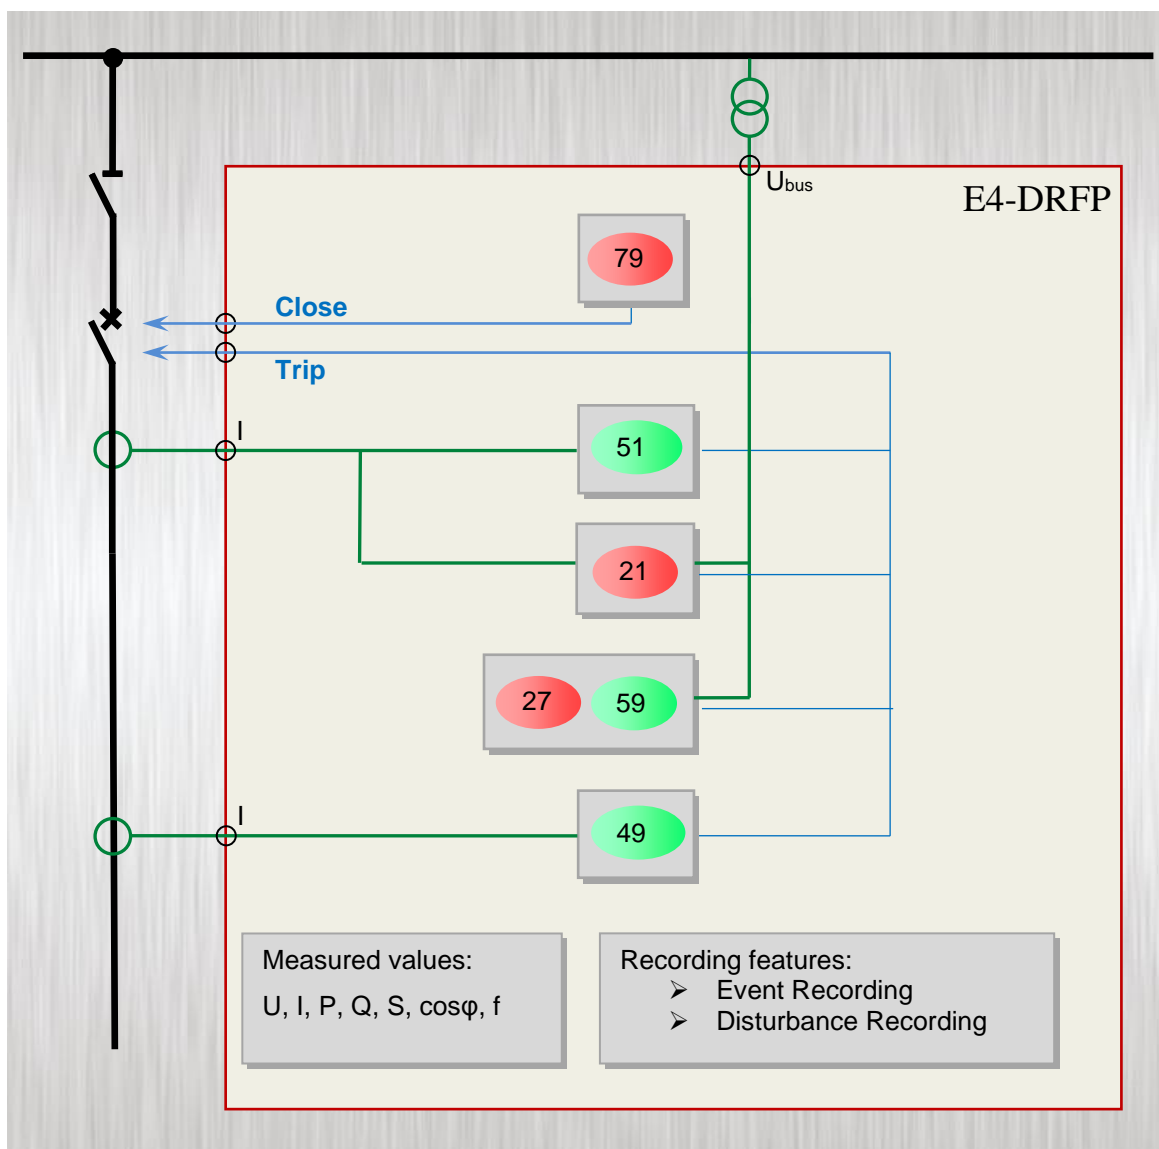 U bus
E4-DRFP
79
Close
Trip
I
51
21
27 59
I
49
Measured values:
U, I, P, Q, S, cosφ, f
Recording features:
➢ Event Recording
➢ Disturbance Recording